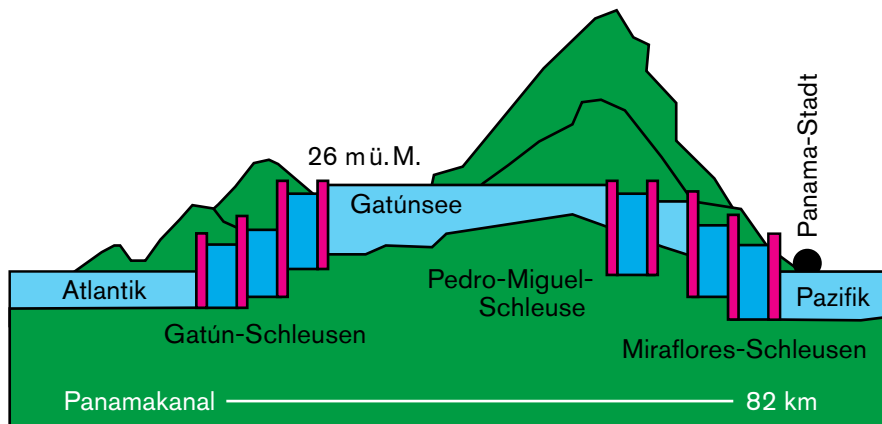 26 m ü. M.
Panama-Stadt
Gatúnsee
Atlantik
Pedro-Miguel-
Schleuse
Pazifik
Gatún-Schleusen
Miraflores-Schleusen
Panamakanal
82 km